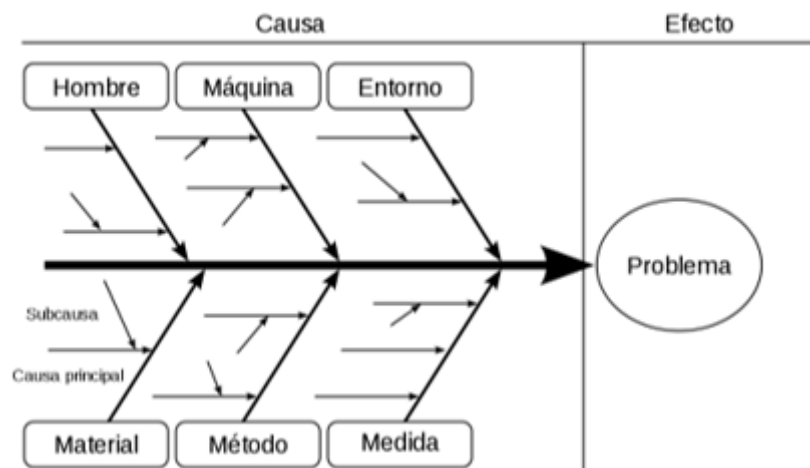 Causa
Efecto
Hombre
Máquina
Entorno
Problema
Subcausa
Causa principal
Material
Método
Medida